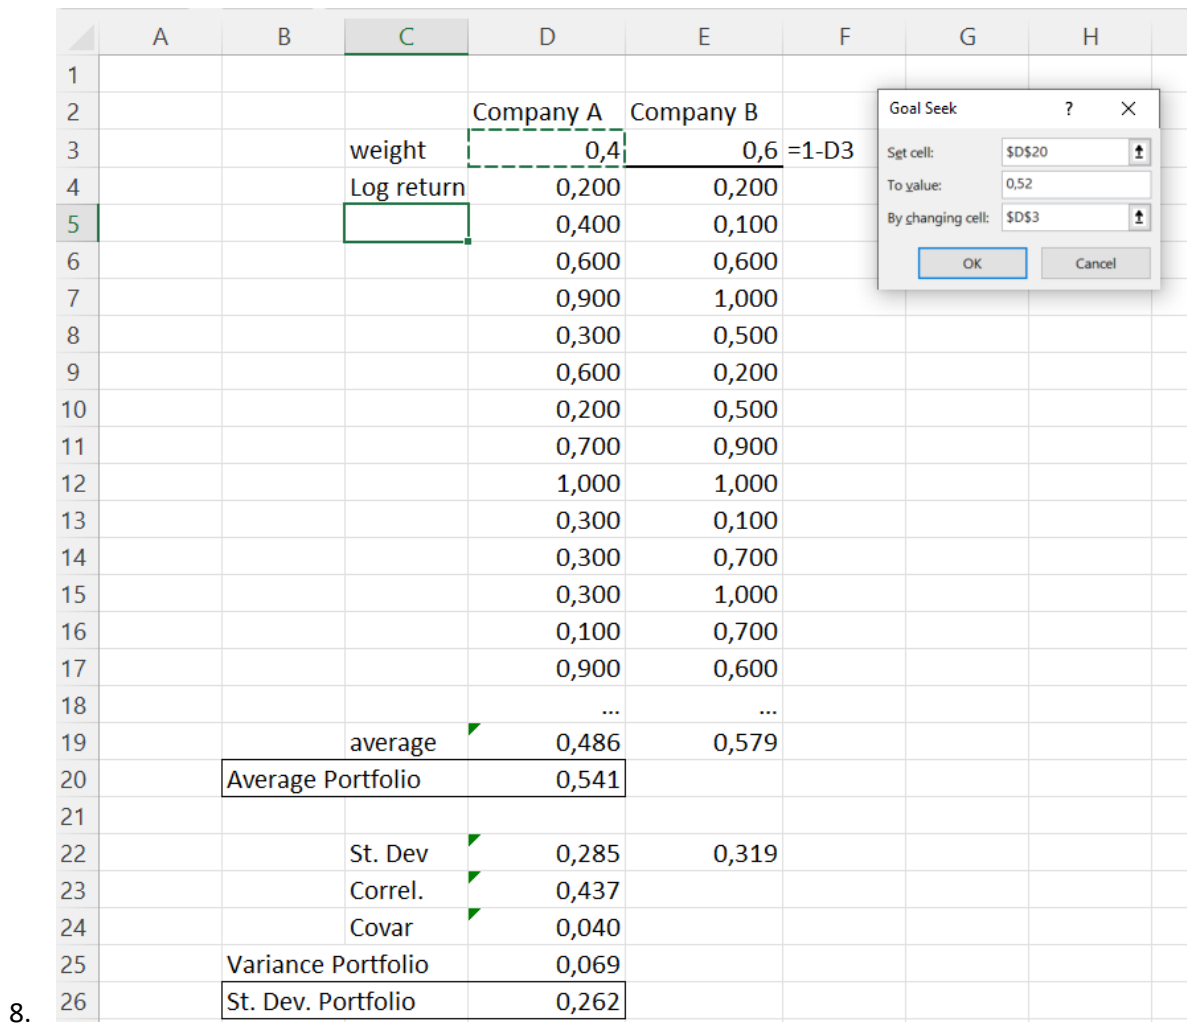 A B C D E F G H
1
2 Company A Company B
3 weight 0,4 0,6 =1-D3
4 Log return 0,200 0,200
5 0,400 0,100
6 0,600 0,600
7 0,900 1,000
8 0,300 0,500
9 0,600 0,200
10 0,200 0,500
11 0,700 0,900
12 1,000 1,000
13 0,300 0,100
14 0,300 0,700
15 0,300 1,000
16 0,100 0,700
17 0,900 0,600
18 ... ...
19 average 0,486 0,579
20 Average Portfolio 0,541
21
22 St. Dev 0,285 0,319
23 Correl. 0,437
24 Covar 0,040
25 Variance Portfolio 0,069
26 St. Dev. Portfolio 0,262
Goal Seek ?
Set cell: $D$20
To value: 0,52
By changing cell: $D$3
OK Cancel
8.